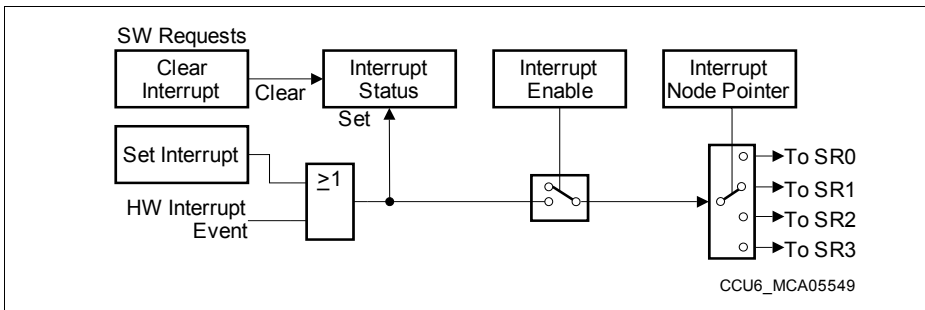 SW Requests
Clear
Interrupt
Clear
Interrupt
Status
Set
Interrupt
Enable
Interrupt
Node Pointer
Set Interrupt
≥1
HW Interrupt
Event
To SR0
To SR1
To SR2
To SR3
CCU6_MCA05549